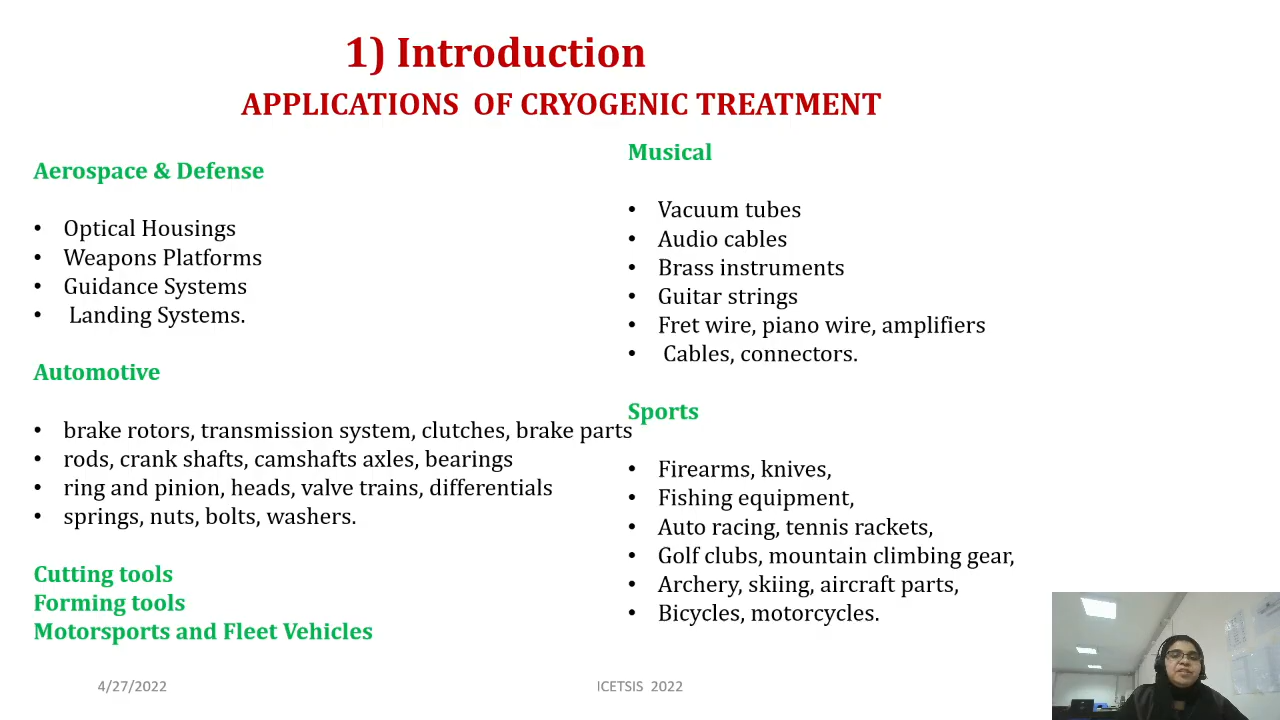 1) Introduction
APPLICATIONS OF CRYOGENIC TREATMENT
Aerospace & Defense
• Optical Housings
• Weapons Platforms
• Guidance Systems
• Landing Systems.
Automotive
• brake rotors, transmission system, clutches, brake parts
• rods, crank shafts, camshafts axles, bearings
• ring and pinion, heads, valve trains, differentials
• springs, nuts, bolts, washers.
Cutting tools
Forming tools
Motorsports and Fleet Vehicles
Musical
• Vacuum tubes
• Audio cables
• Brass instruments
• Guitar strings
• Fret wire, piano wire, amplifiers
• Cables, connectors.
Sports
• Firearms, knives,
• Fishing equipment,
• Auto racing, tennis rackets,
• Golf clubs, mountain climbing gear,
• Archery, skiing, aircraft parts,
• Bicycles, motorcycles.
4/27/2022
ICETSIS 2022